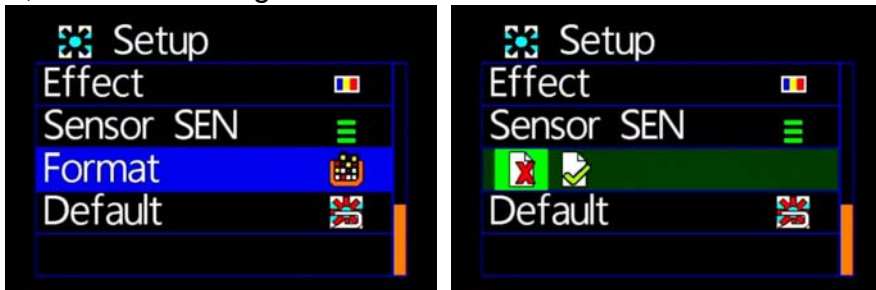 Setup
Effect
Sensor SEN
Format
Default
Setup
Effect
Sensor SEN
Default